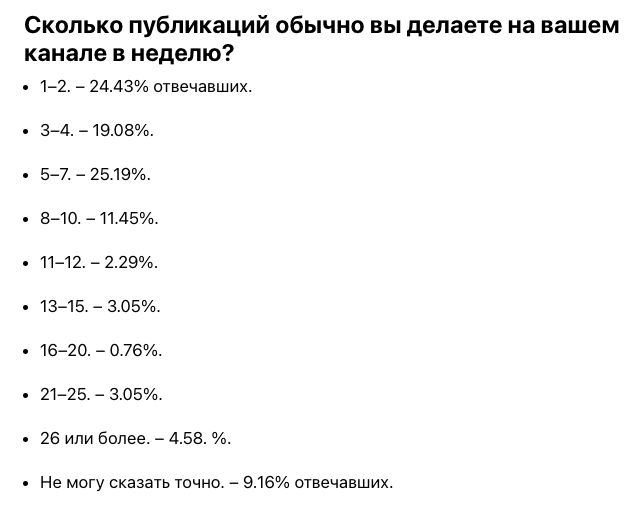 Сколько публикаций обычно вы делаете на вашем
канале в неделю?
• 1–2. – 24.43% отвечавших.
• 3–4. – 19.08%.
• 5–7. – 25.19%.
• 8–10. – 11.45%.
• 11–12. – 2.29%.
• 13–15. – 3.05%.
• 16–20. – 0.76%.
• 21–25. – 3.05%.
• 26 или более. – 4.58. %.
• Не могу сказать точно. – 9.16% отвечавших.